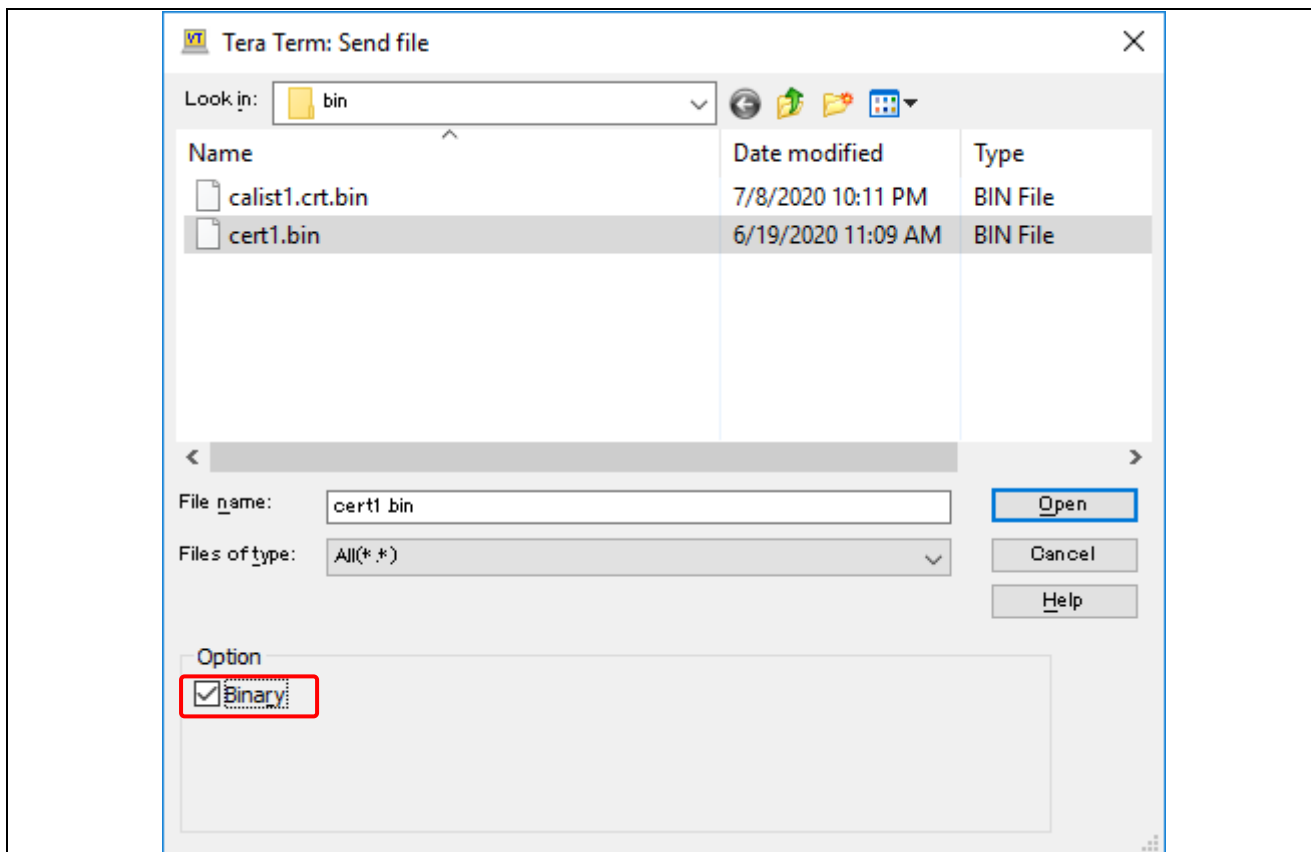 VT Tera Term: Send file
Look in: bin
Name Date modified Type
calist1.crt.bin 7/8/2020 10:11 PM BIN File
cert1.bin 6/19/2020 11:09 AM BIN File
File name: cert1.bin Open
Files of type: All(*.*) Cancel
Help
Option
Binary